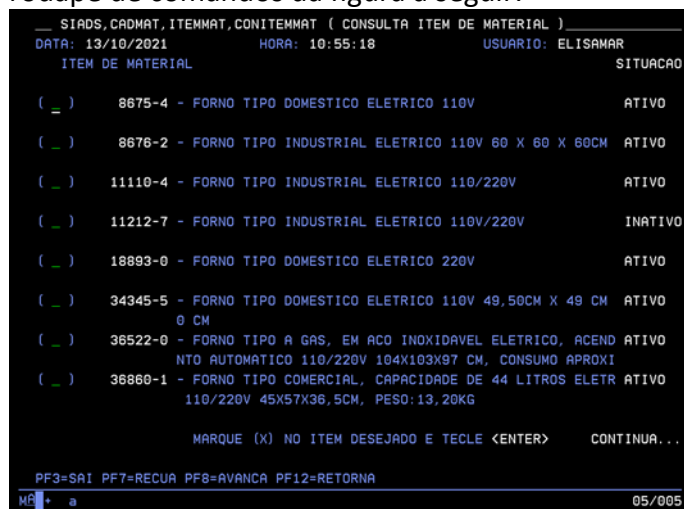 rodapé de comandos da figura a seguir:
__ SIADS,CADMAT,ITEMMAT,CONITEMMAT ( CONSULTA ITEM DE MATERIAL )____________
DATA: 13/10/2021 HORA: 10:55:18 USUARIO: ELISAMAR
ITEM DE MATERIAL SITUACAO
( _ ) 8675-4 - FORNO TIPO DOMESTICO ELETRICO 110V ATIVO
( _ ) 8676-2 - FORNO TIPO INDUSTRIAL ELETRICO 110V 60 X 60 X 60CM ATIVO
( _ ) 11110-4 - FORNO TIPO INDUSTRIAL ELETRICO 110/220V ATIVO
( _ ) 11212-7 - FORNO TIPO INDUSTRIAL ELETRICO 110V/220V INATIVO
( _ ) 18893-0 - FORNO TIPO DOMESTICO ELETRICO 220V ATIVO
( _ ) 34345-5 - FORNO TIPO DOMESTICO ELETRICO 110V 49,50CM X 49 CM ATIVO
0 CM
( _ ) 36522-0 - FORNO TIPO A GAS, EM ACO INOXIDAVEL ELETRICO, ACEND ATIVO
NTO AUTOMATICO 110/220V 104X103X97 CM, CONSUMO APROXI
( _ ) 36860-1 - FORNO TIPO COMERCIAL, CAPACIDADE DE 44 LITROS ELETR ATIVO
110/220V 45X57X36,5CM, PESO:13,20KG
MARQUE (X) NO ITEM DESEJADO E TECLE <ENTER> CONTINUA...
PF3=SAI PF7=RECUA PF8=AVANCA PF12=RETORNA
+ a 05/005